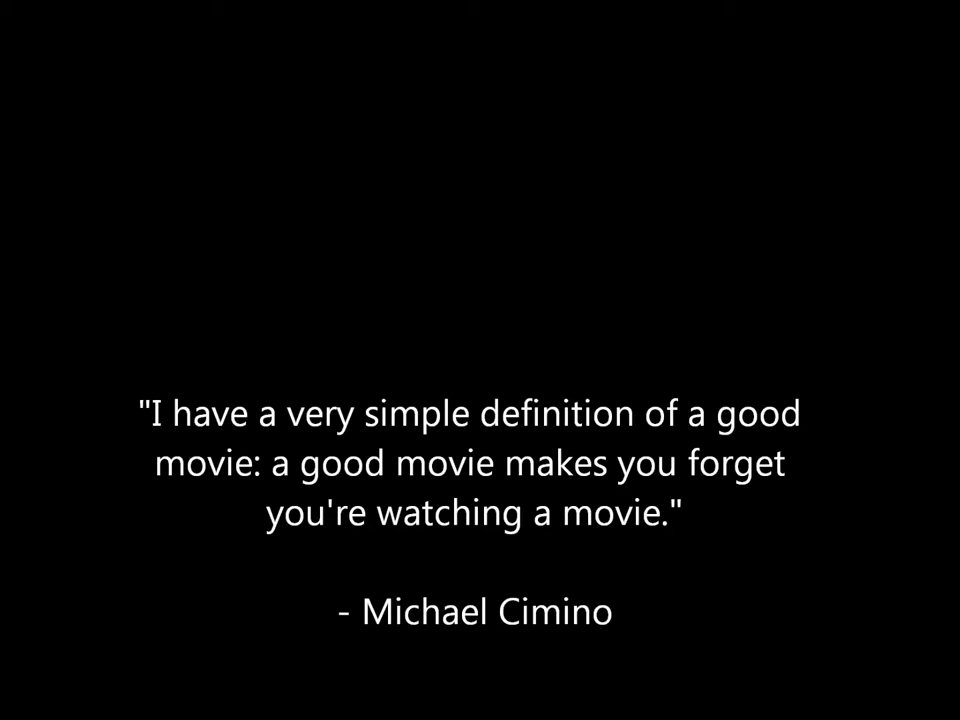 "I have a very simple definition of a good
movie: a good movie makes you forget
you're watching a movie."
- Michael Cimino